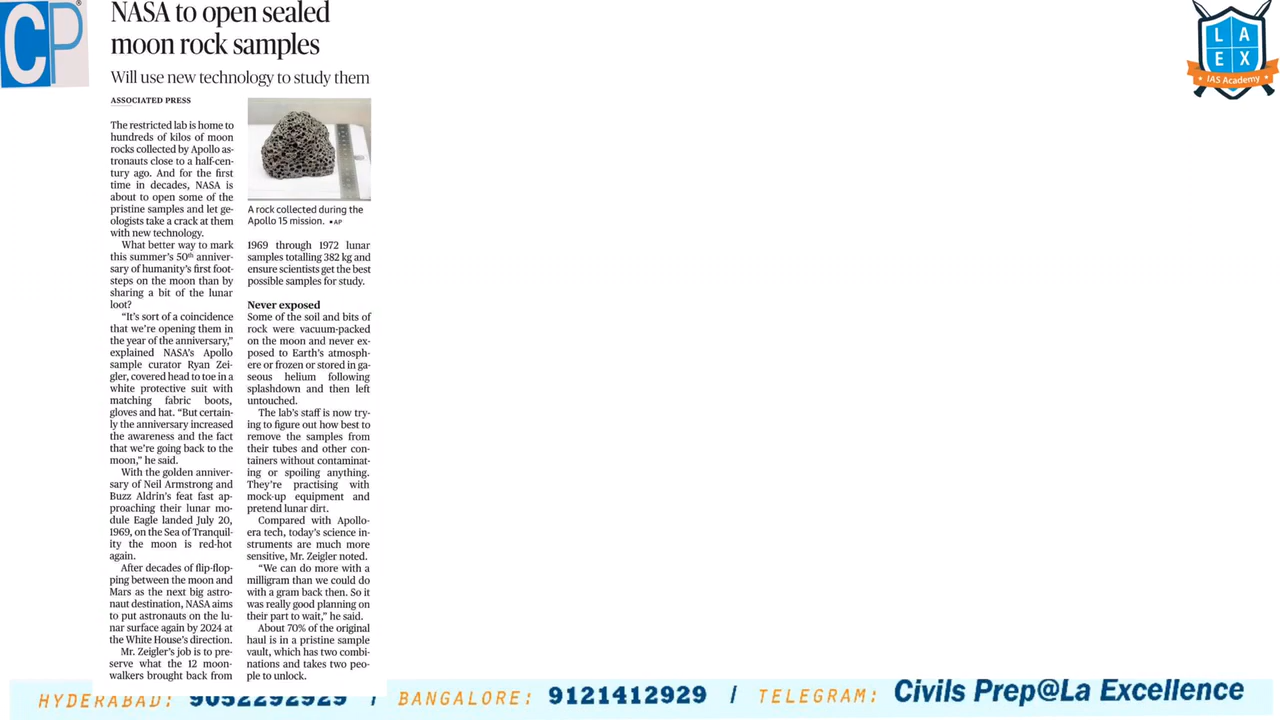 CP®
NASA to open sealed
moon rock samples
Will use new technology to study them
ASSOCIATED PRESS
The restricted lab is home to
hundreds of kilos of moon
rocks collected by Apollo as-
tronauts close to a half-cen-
tury ago. And for the first
time in decades, NASA is
about to open some of the
pristine samples and let ge-
ologists take a crack at them
with new technology.
What better way to mark
this summer's 50th anniver-
sary of humanity's first foot-
steps on the moon than by
sharing a bit of the lunar
loot?
“It's sort of a coincidence
that we're opening them in
the year of the anniversary,”
explained NASA's Apollo
sample curator Ryan Zei-
gler, covered head to toe in a
white protective suit with
matching fabric boots,
gloves and hat. “But certain-
ly the anniversary increased
the awareness and the fact
that we're going back to the
moon,” he said.
With the golden anniver-
sary of Neil Armstrong and
Buzz Aldrin's feat fast ap-
proaching their lunar mo-
dule Eagle landed July 20,
1969, on the Sea of Tranquil-
ity the moon is red-hot
again.
After decades of flip-flop-
ping between the moon and
Mars as the next big astro-
naut destination, NASA aims
to put astronauts on the lu-
nar surface again by 2024 at
the White House's direction.
Mr. Zeigler's job is to pre-
serve what the 12 moon-
walkers brought back from
A rock collected during the
Apollo 15 mission. •AP
1969 through 1972 lunar
samples totalling 382 kg and
ensure scientists get the best
possible samples for study.
Never exposed
Some of the soil and bits of
rock were vacuum-packed
on the moon and never ex-
posed to Earth's atmosph-
ere or frozen or stored in ga-
seous helium following
splashdown and then left
untouched.
The lab's staff is now try-
ing to figure out how best to
remove the samples from
their tubes and other con-
tainers without contaminat-
ing or spoiling anything.
They're practising with
mock-up equipment and
pretend lunar dirt.
Compared with Apollo-
era tech, today's science in-
struments are much more
sensitive, Mr. Zeigler noted.
“We can do more with a
milligram than we could do
with a gram back then. So it
was really good planning on
their part to wait,” he said.
About 70% of the original
haul is in a pristine sample
vault, which has two combi-
nations and takes two peo-
ple to unlock.
LA
EX
IAS Academy
HYDERABAD: 9052292929 / BANGALORE: 9121412929 / TELEGRAM: Civils Prep@La Excellence